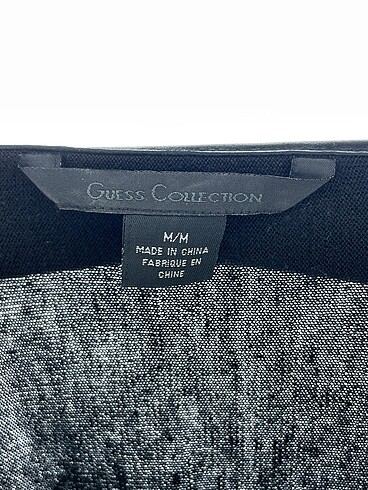 GUESS COLLECTION
M/M
MADE IN CHINA
FABRIQUE EN
CHINE